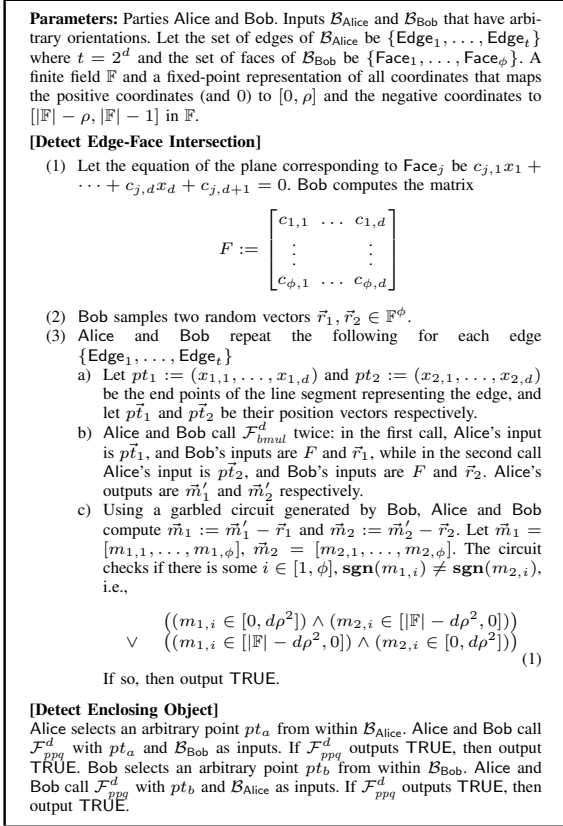 Parameters: Parties Alice and Bob. Inputs 𝓑_Alice and 𝓑_Bob that have arbi-
trary orientations. Let the set of edges of 𝓑_Alice be {Edge_1, . . . , Edge_t}
where t = 2^d and the set of faces of 𝓑_Bob be {Face_1, . . . , Face_ϕ}. A
finite field 𝔽 and a fixed-point representation of all coordinates that maps
the positive coordinates (and 0) to [0, ρ] and the negative coordinates to
[|𝔽| − ρ, |𝔽| − 1] in 𝔽.
[Detect Edge-Face Intersection]
(1) Let the equation of the plane corresponding to Face_j be c_{j,1}x_1 +
· · · + c_{j,d}x_d + c_{j,d+1} = 0. Bob computes the matrix
F := [ c_{1,1} . . . c_{1,d}
⋮ ⋮
c_{ϕ,1} . . . c_{ϕ,d} ]
(2) Bob samples two random vectors r⃗_1, r⃗_2 ∈ 𝔽^ϕ.
(3) Alice and Bob repeat the following for each edge
{Edge_1, . . . , Edge_t}
a) Let pt_1 := (x_{1,1}, . . . , x_{1,d}) and pt_2 := (x_{2,1}, . . . , x_{2,d})
be the end points of the line segment representing the edge, and
let p⃗t_1 and p⃗t_2 be their position vectors respectively.
b) Alice and Bob call 𝓕^d_{bmul} twice: in the first call, Alice's input
is p⃗t_1, and Bob's inputs are F and r⃗_1, while in the second call
Alice's input is p⃗t_2, and Bob's inputs are F and r⃗_2. Alice's
outputs are m⃗'_1 and m⃗'_2 respectively.
c) Using a garbled circuit generated by Bob, Alice and Bob
compute m⃗_1 := m⃗'_1 − r⃗_1 and m⃗_2 := m⃗'_2 − r⃗_2. Let m⃗_1 =
[m_{1,1}, . . . , m_{1,ϕ}], m⃗_2 = [m_{2,1}, . . . , m_{2,ϕ}]. The circuit
checks if there is some i ∈ [1, ϕ], sgn(m_{1,i}) ≠ sgn(m_{2,i}),
i.e.,
((m_{1,i} ∈ [0, dρ^2]) ∧ (m_{2,i} ∈ [|𝔽| − dρ^2, 0]))
∨ ((m_{1,i} ∈ [|𝔽| − dρ^2, 0]) ∧ (m_{2,i} ∈ [0, dρ^2]))
(1)
If so, then output TRUE.
[Detect Enclosing Object]
Alice selects an arbitrary point pt_a from within 𝓑_Alice. Alice and Bob call
𝓕^d_{ppq} with pt_a and 𝓑_Bob as inputs. If 𝓕^d_{ppq} outputs TRUE, then output
TRUE. Bob selects an arbitrary point pt_b from within 𝓑_Bob. Alice and
Bob call 𝓕^d_{ppq} with pt_b and 𝓑_Alice as inputs. If 𝓕^d_{ppq} outputs TRUE, then
output TRUE.